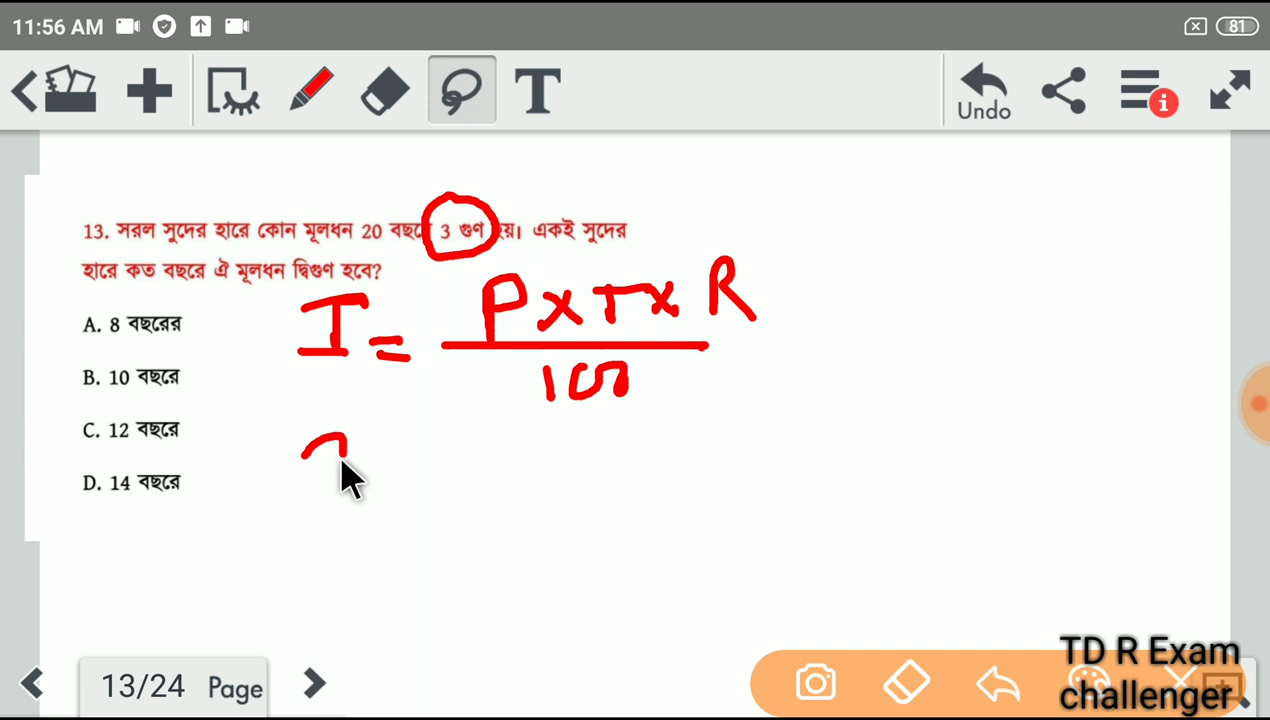 11:56 AM 81
Undo
13. সরল সুদের হারে কোন মূলধন 20 বছরে 3 গুণ হয়। একই সুদের
হারে কত বছরে ঐ মূলধন দ্বিগুণ হবে?
I = P x T x R
100
A. 8 বছরের
B. 10 বছরে
C. 12 বছরে
D. 14 বছরে
13/24 Page
TD R Exam
challenger